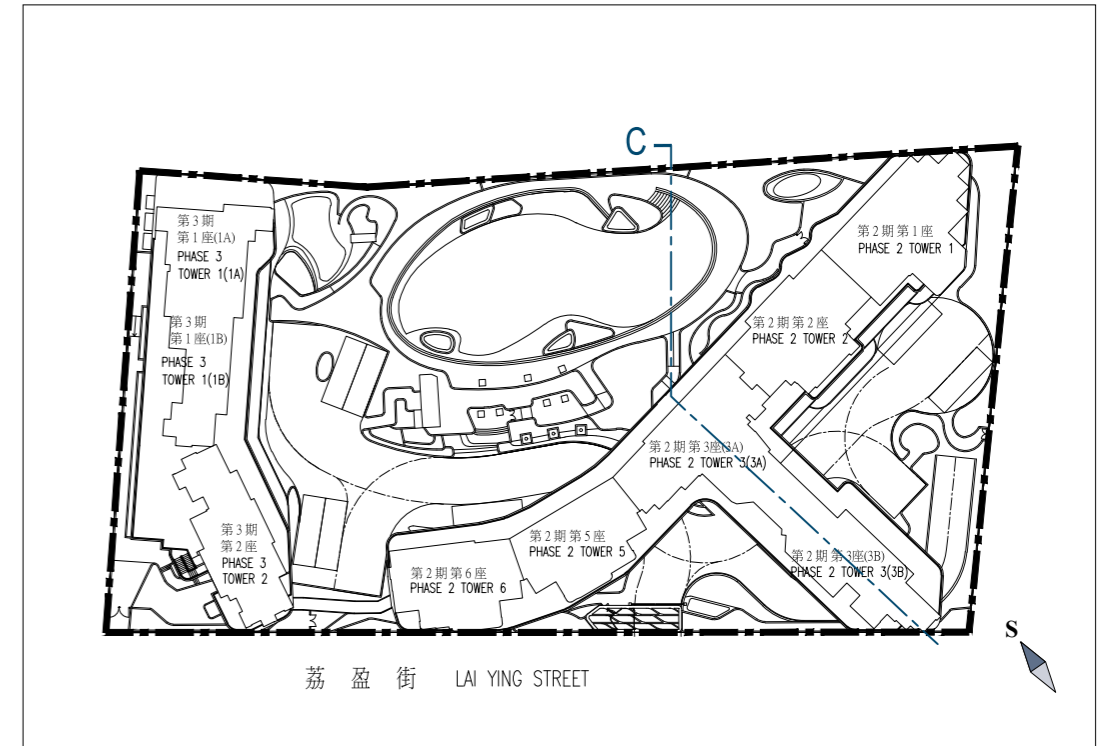 C
第2期第1座
PHASE 2 TOWER 1
第3期
第1座(1A)
PHASE 3
TOWER 1(1A)
第3期
第1座(1B)
PHASE 3
TOWER 1(1B)
第2期第2座
PHASE 2 TOWER 2
第2期第3座(3A)
PHASE 2 TOWER 3(3A)
第3期
第2座
PHASE 3
TOWER 2
第2期第5座
PHASE 2 TOWER 5
第2期第6座
PHASE 2 TOWER 6
第2期第3座(3B)
PHASE 2 TOWER 3(3B)
S
荔盈街 LAI YING STREET